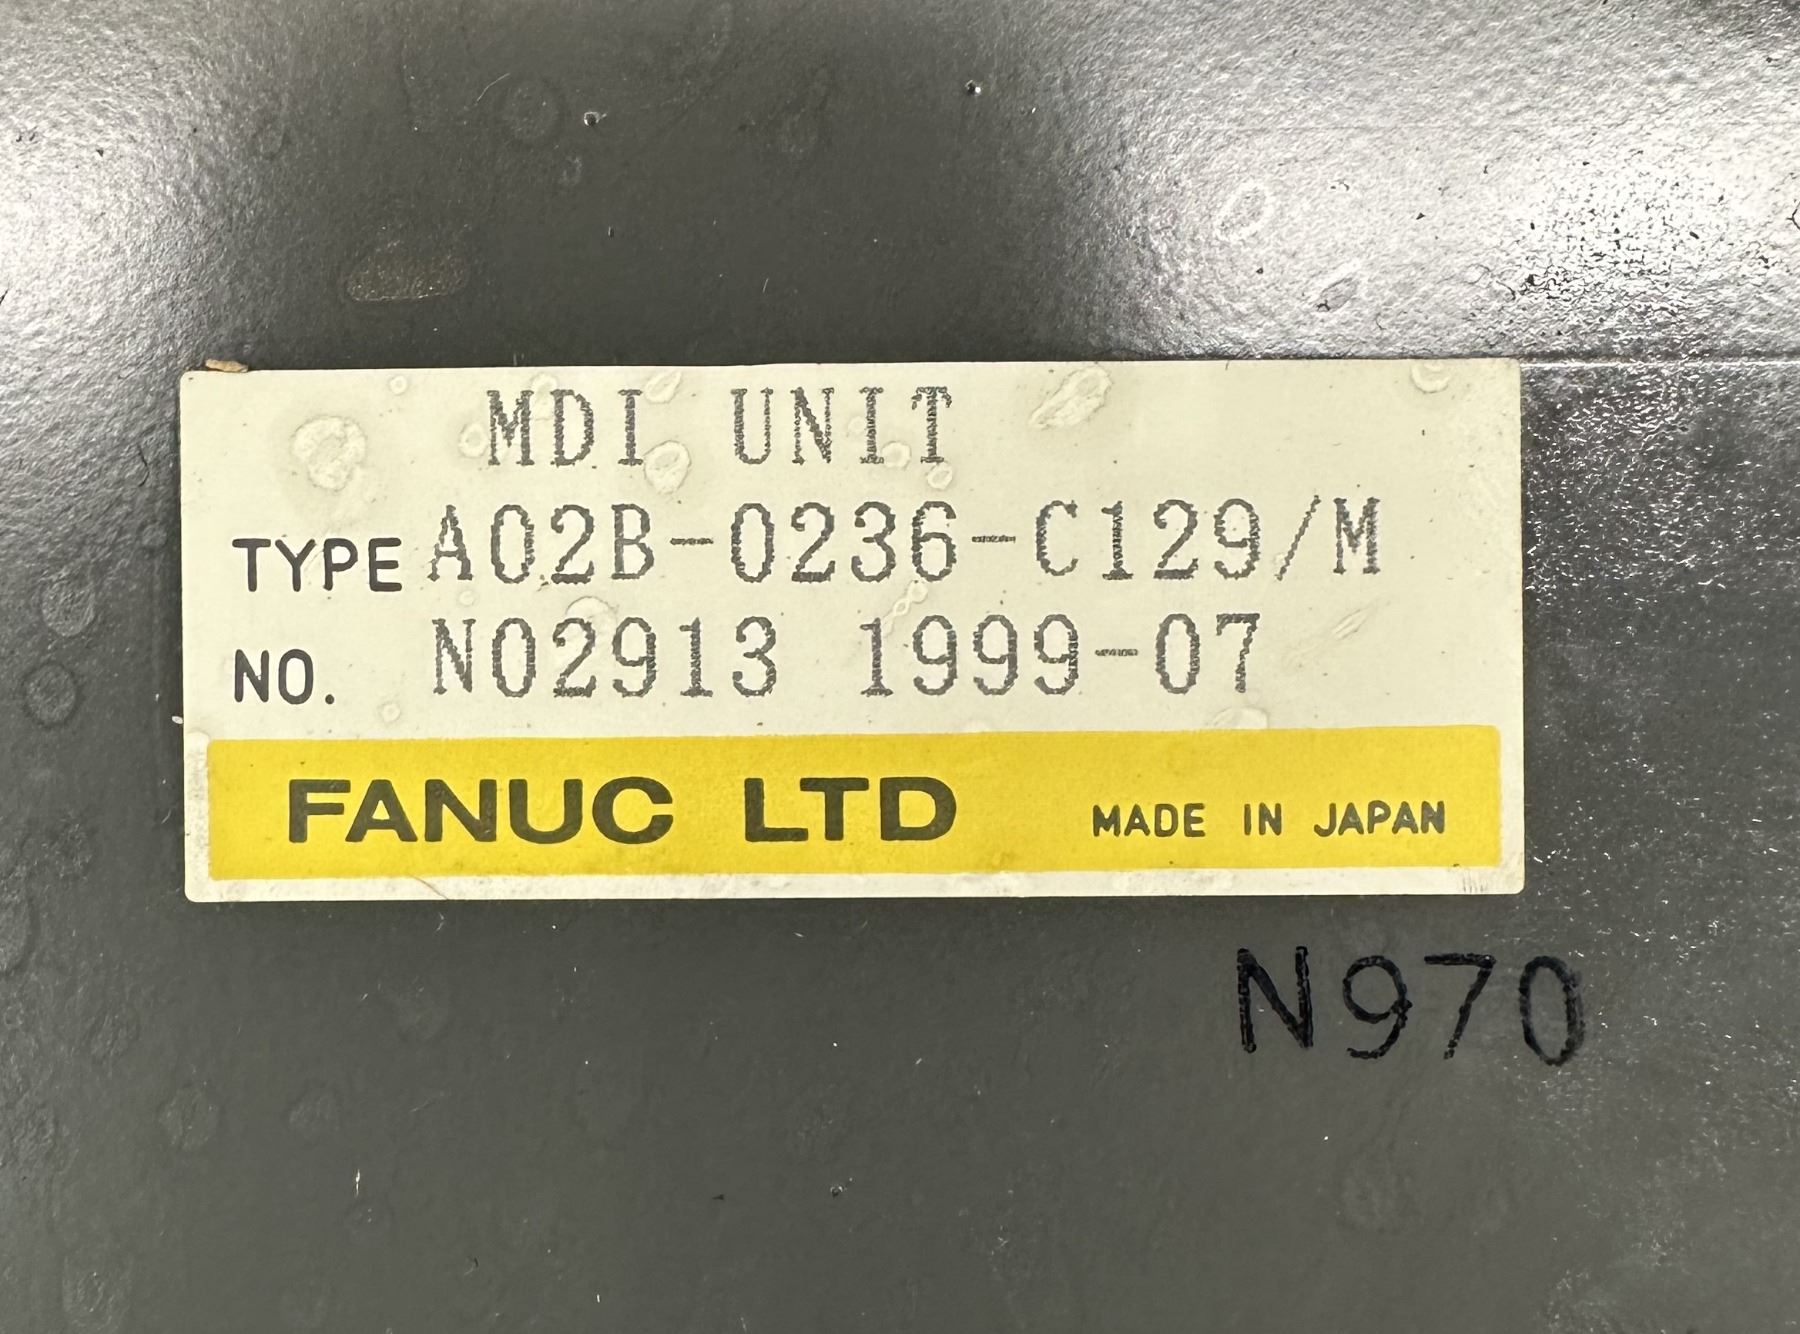 MDI UNIT
TYPE A02B-0236-C129/M
NO. N02913 1999-07
FANUC LTD MADE IN JAPAN
N970